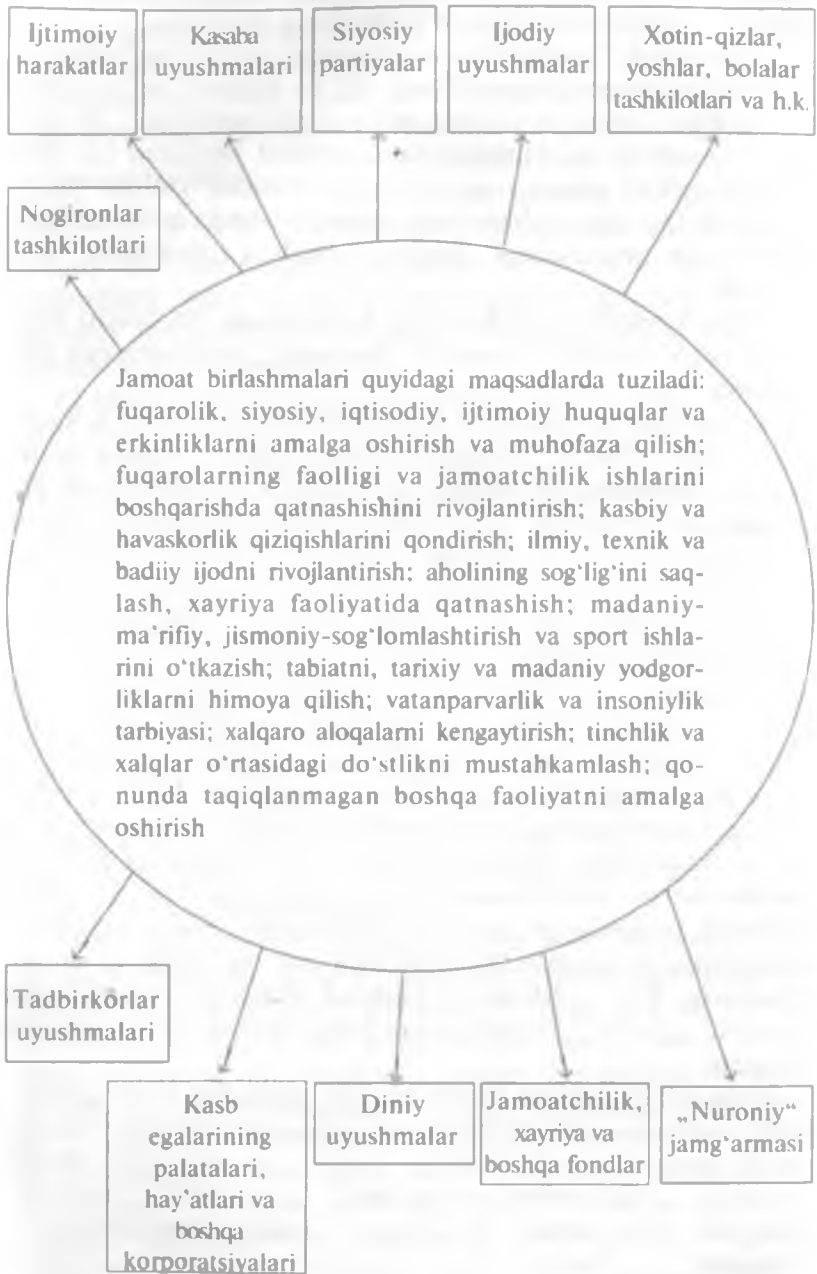 Ijtimoiy
harakatlar
Kasaba
uyushmalari
Siyosiy
partiyalar
Ijodiy
uyushmalar
Xotin-qizlar,
yoshlar, bolalar
tashkilotlari va h.k.
Nogironlar
tashkilotlari
Jamoat birlashmalari quyidagi maqsadlarda tuziladi:
fuqarolik, siyosiy, iqtisodiy, ijtimoiy huquqlar va
erkinliklarni amalga oshirish va muhofaza qilish;
fuqarolarning faolligi va jamoatchilik ishlarini
boshqarishda qatnashishini rivojlantirish; kasbiy va
havaskorlik qiziqishlarini qondirish; ilmiy, texnik va
badiiy ijodni rivojlantirish; aholining sog‘lig‘ini saq-
lash, xayriya faoliyatida qatnashish; madaniy-
ma’rifiy, jismoniy-sog‘lomlashtirish va sport ishla-
rini o‘tkazish; tabiatni, tarixiy va madaniy yodgor-
liklarni himoya qilish; vatanparvarlik va insoniylik
tarbiyasi; xalqaro aloqalarni kengaytirish; tinchlik va
xalqlar o‘rtasidagi do‘stlikni mustahkamlash; qo-
nunda taqiqlanmagan boshqa faoliyatni amalga
oshirish
Tadbirkorlar
uyushmalari
Kasb
egalarining
palatalari,
hay’atlari va
boshqa
korporatsiyalari
Diniy
uyushmalar
Jamoatchilik,
xayriya va
boshqa fondlar
„Nuroniy“
jamg‘armasi